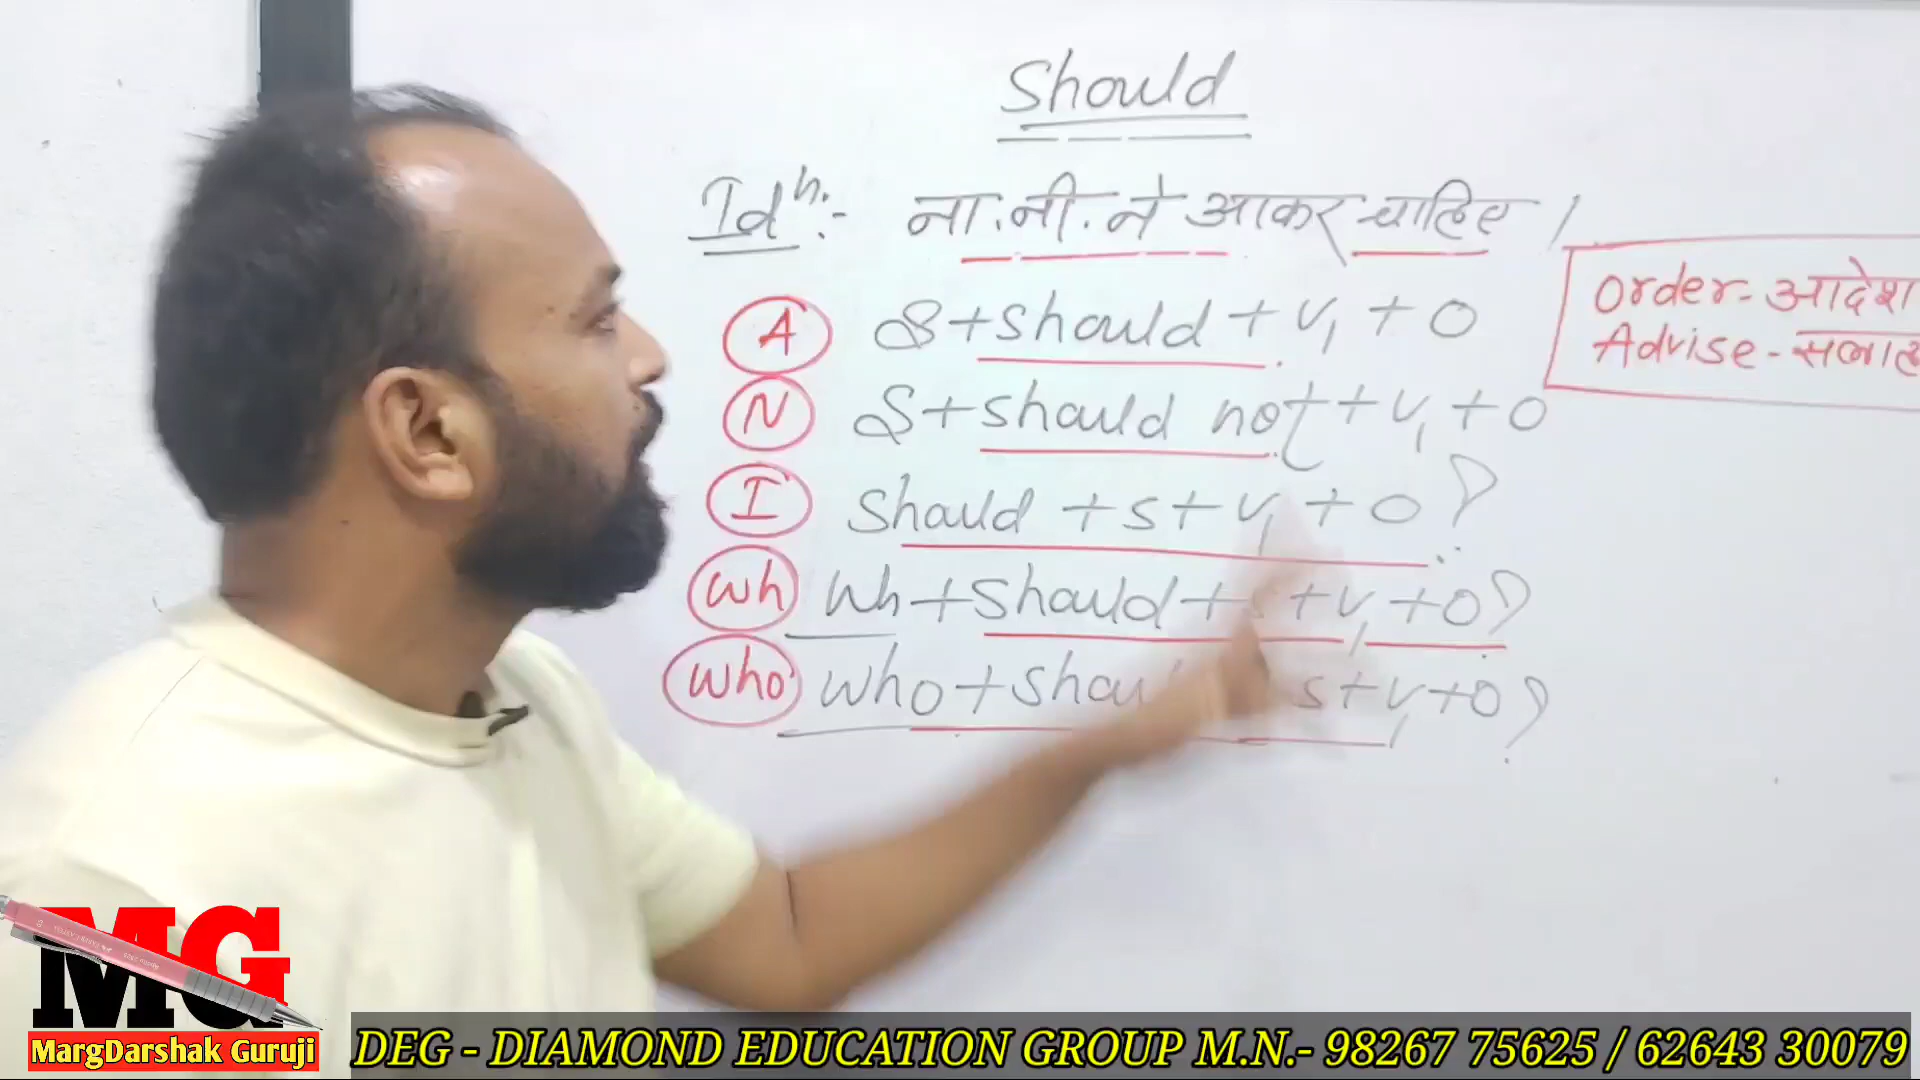 Should
Idn:- ना. नी. ने आकर चाहिए ।
Order - आदेश
Advise - सलाह
A S + should + V1 + O
N S + should not + V1 + O
I Should + S + V1 + O ?
Wh Wh + should + S + V1 + O ?
Who Who + shou S + V1 + O ?
MG
MargDarshak Guruji
DEG - DIAMOND EDUCATION GROUP M.N.- 98267 75625 / 62643 30079